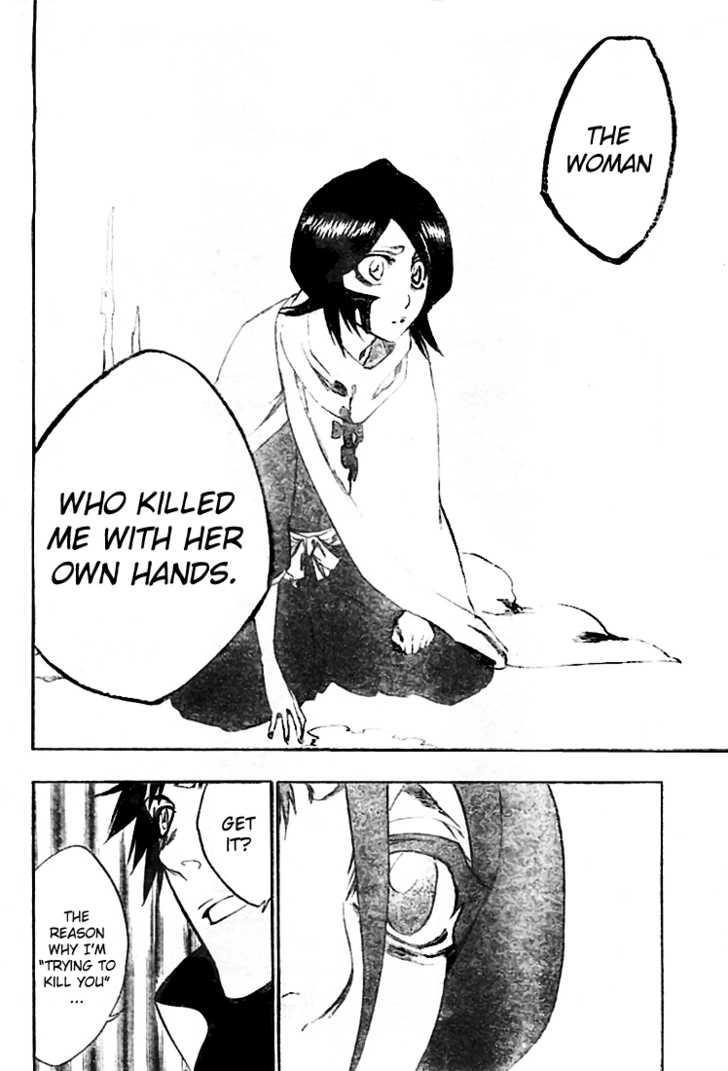 THE
WOMAN
WHO KILLED
ME WITH HER
OWN HANDS.
GET
IT?
THE
REASON
WHY I'M
"TRYING TO
KILL YOU"
...